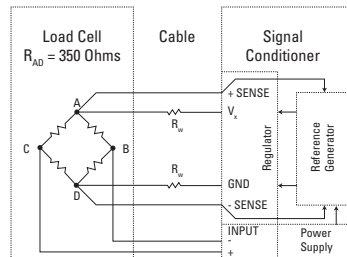 Load Cell
R_AD = 350 Ohms
Cable
Signal
Conditioner
A
+ SENSE
R_w
V_x
C
B
Regulator
Reference
Generator
R_w
D
GND
- SENSE
INPUT
-
+
Power
Supply